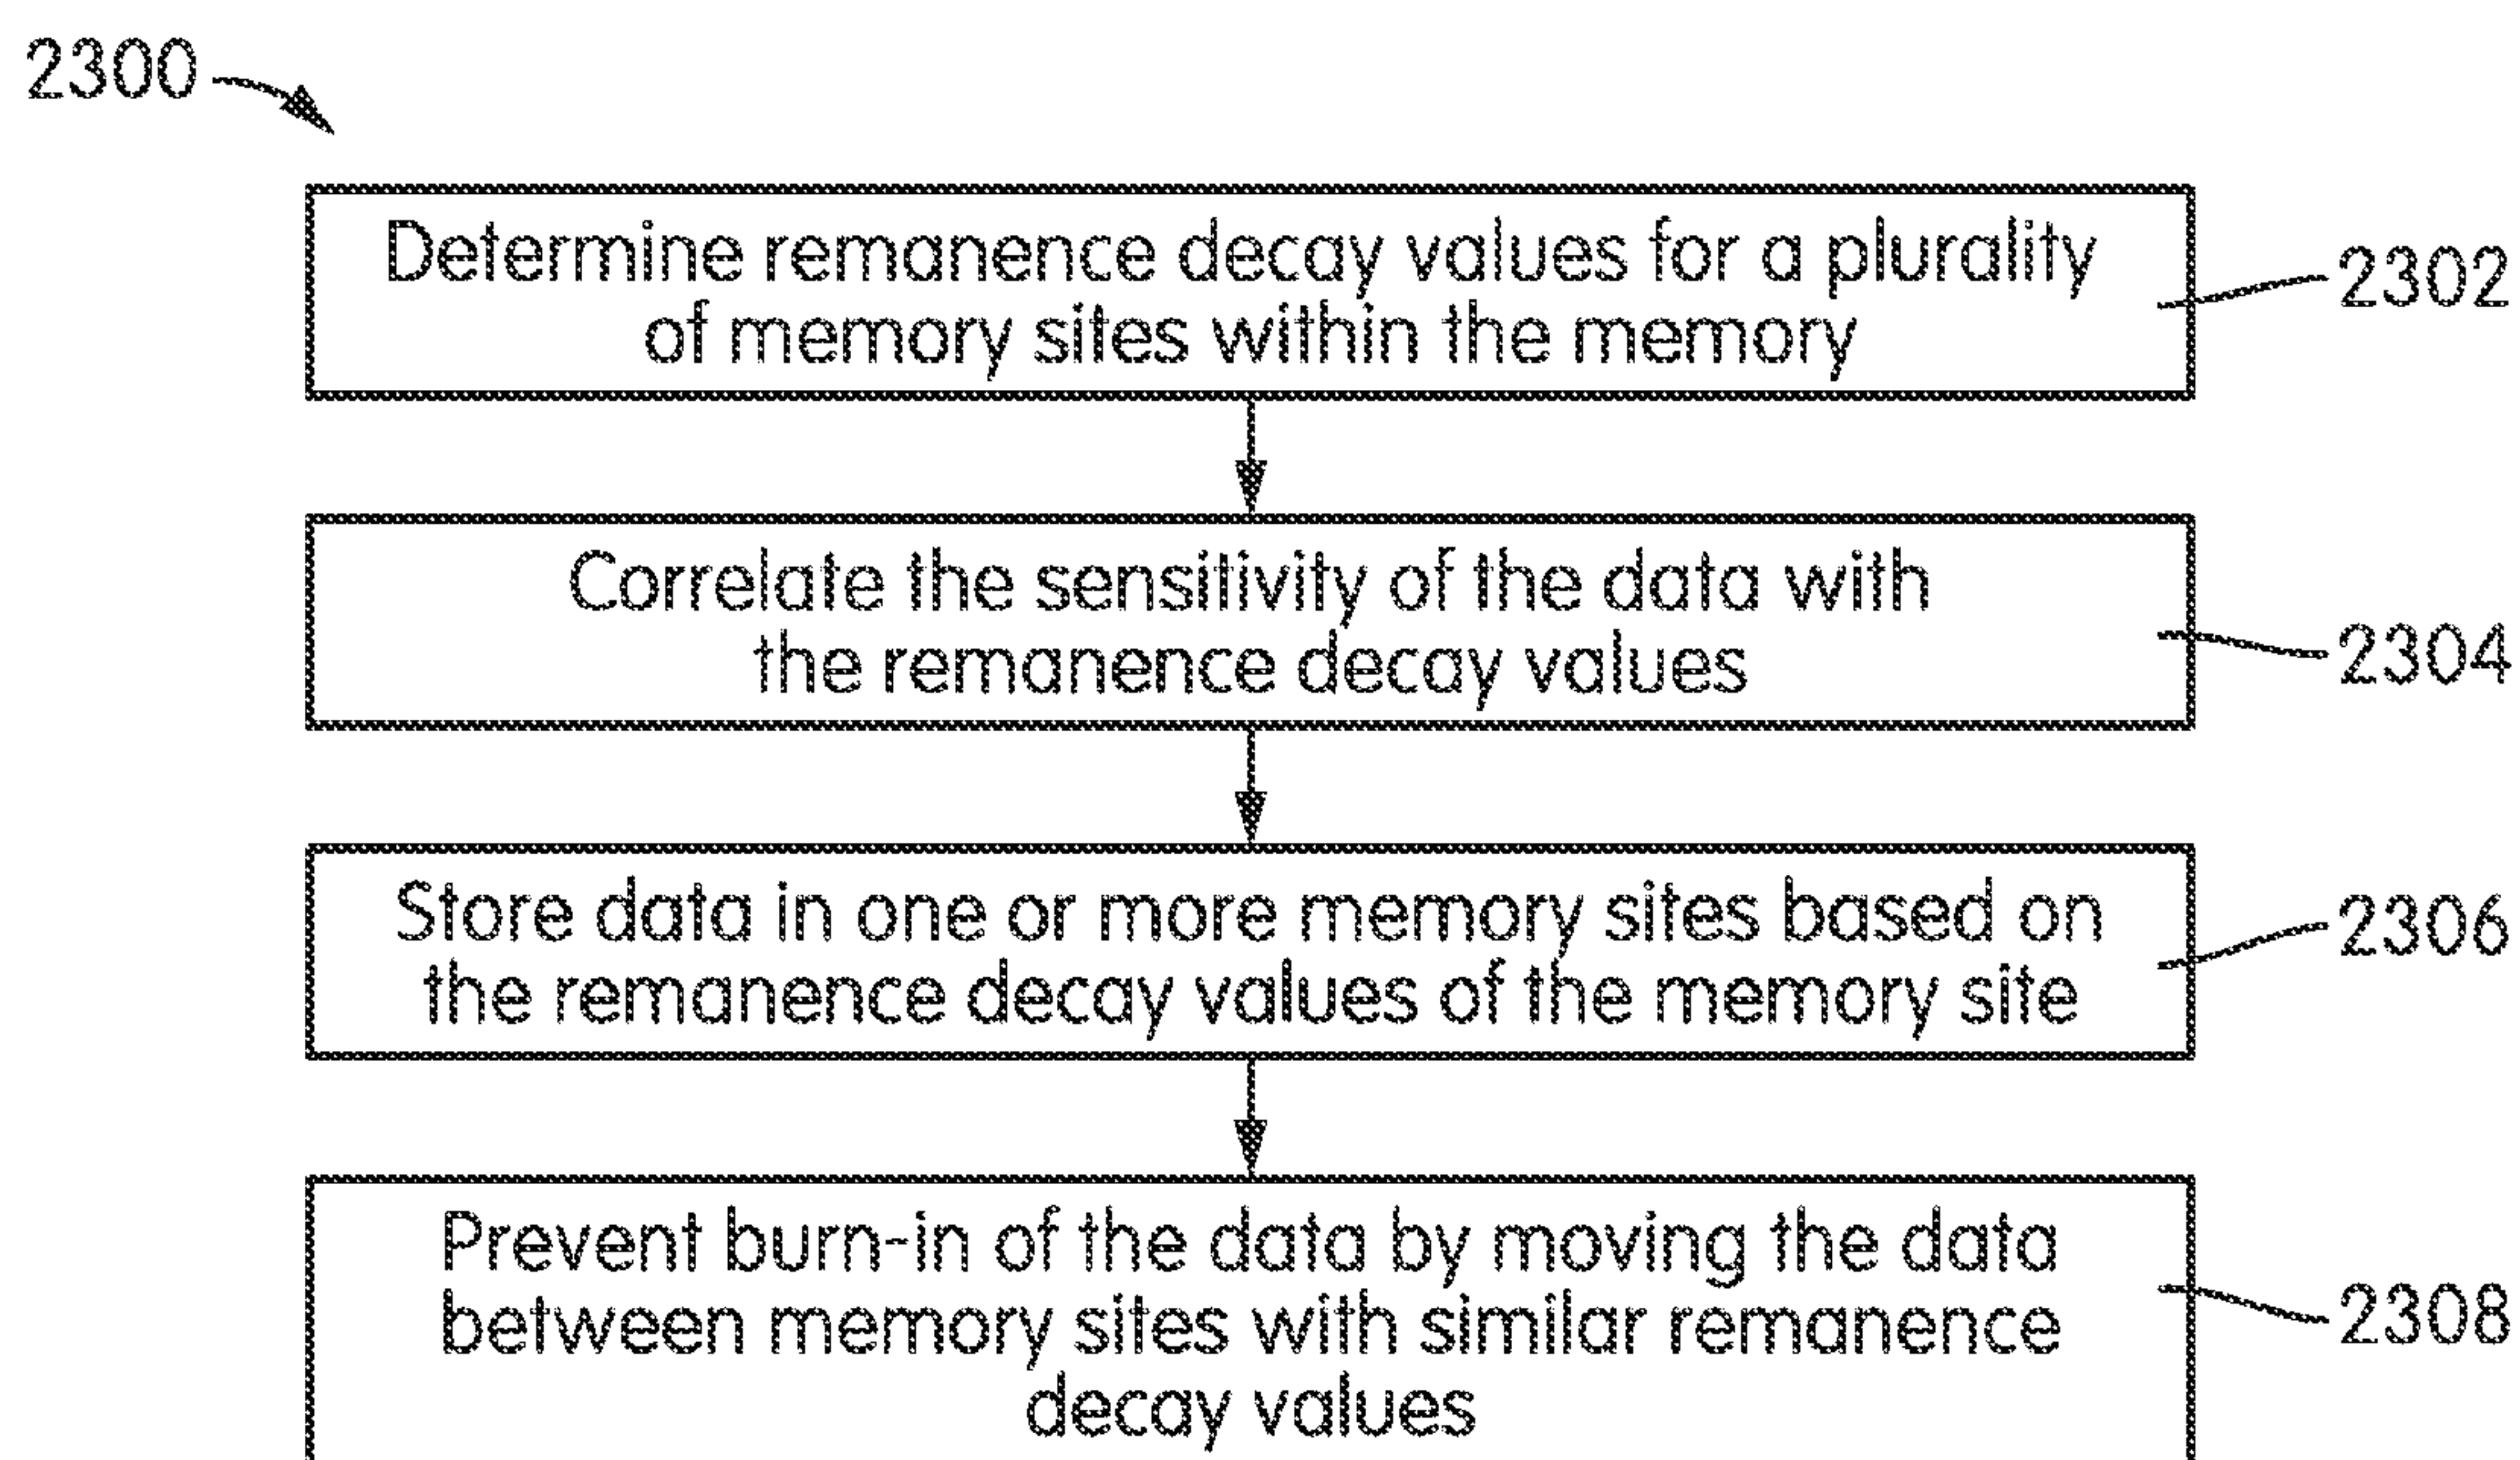 2300
Determine remanence decay values for a plurality
of memory sites within the memory
2302
Correlate the sensitivity of the data with
the remanence decay values
2304
Store data in one or more memory sites based on
the remanence decay values of the memory site
2306
Prevent burn-in of the data by moving the data
between memory sites with similar remanence
decay values
2308